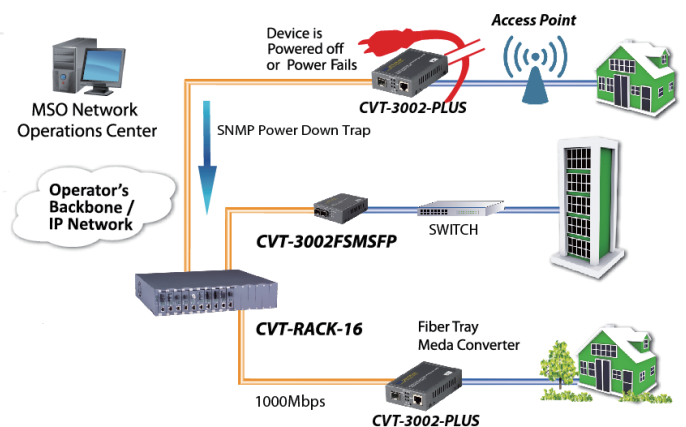 Device is
Powered off
or Power Fails
Access Point
CVT-3002-PLUS
MSO Network
Operations Center
SNMP Power Down Trap
Operator's
Backbone /
IP Network
CVT-3002FSMSFP
SWITCH
CVT-RACK-16
Fiber Tray
Meda Converter
1000Mbps
CVT-3002-PLUS